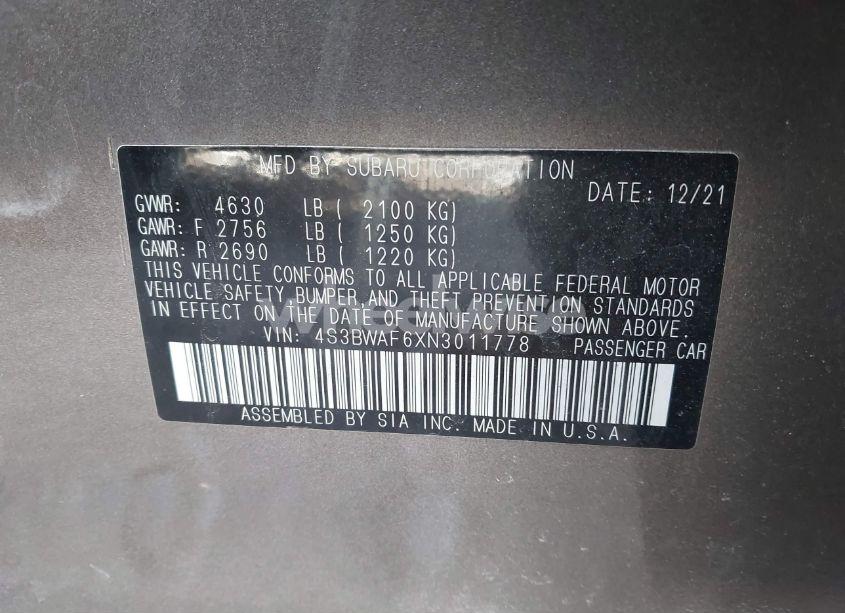 MFD BY SUBARU CORPORATION
DATE: 12/21
GVWR: 4630 LB ( 2100 KG)
GAWR: F 2756 LB ( 1250 KG)
GAWR: R 2690 LB ( 1220 KG)
THIS VEHICLE CONFORMS TO ALL APPLICABLE FEDERAL MOTOR
VEHICLE SAFETY, BUMPER, AND THEFT PREVENTION STANDARDS
IN EFFECT ON THE DATE OF MANUFACTURE SHOWN ABOVE.
VIN: 4S3BWAF6XN3011778 PASSENGER CAR
ASSEMBLED BY SIA INC. MADE IN U.S.A.